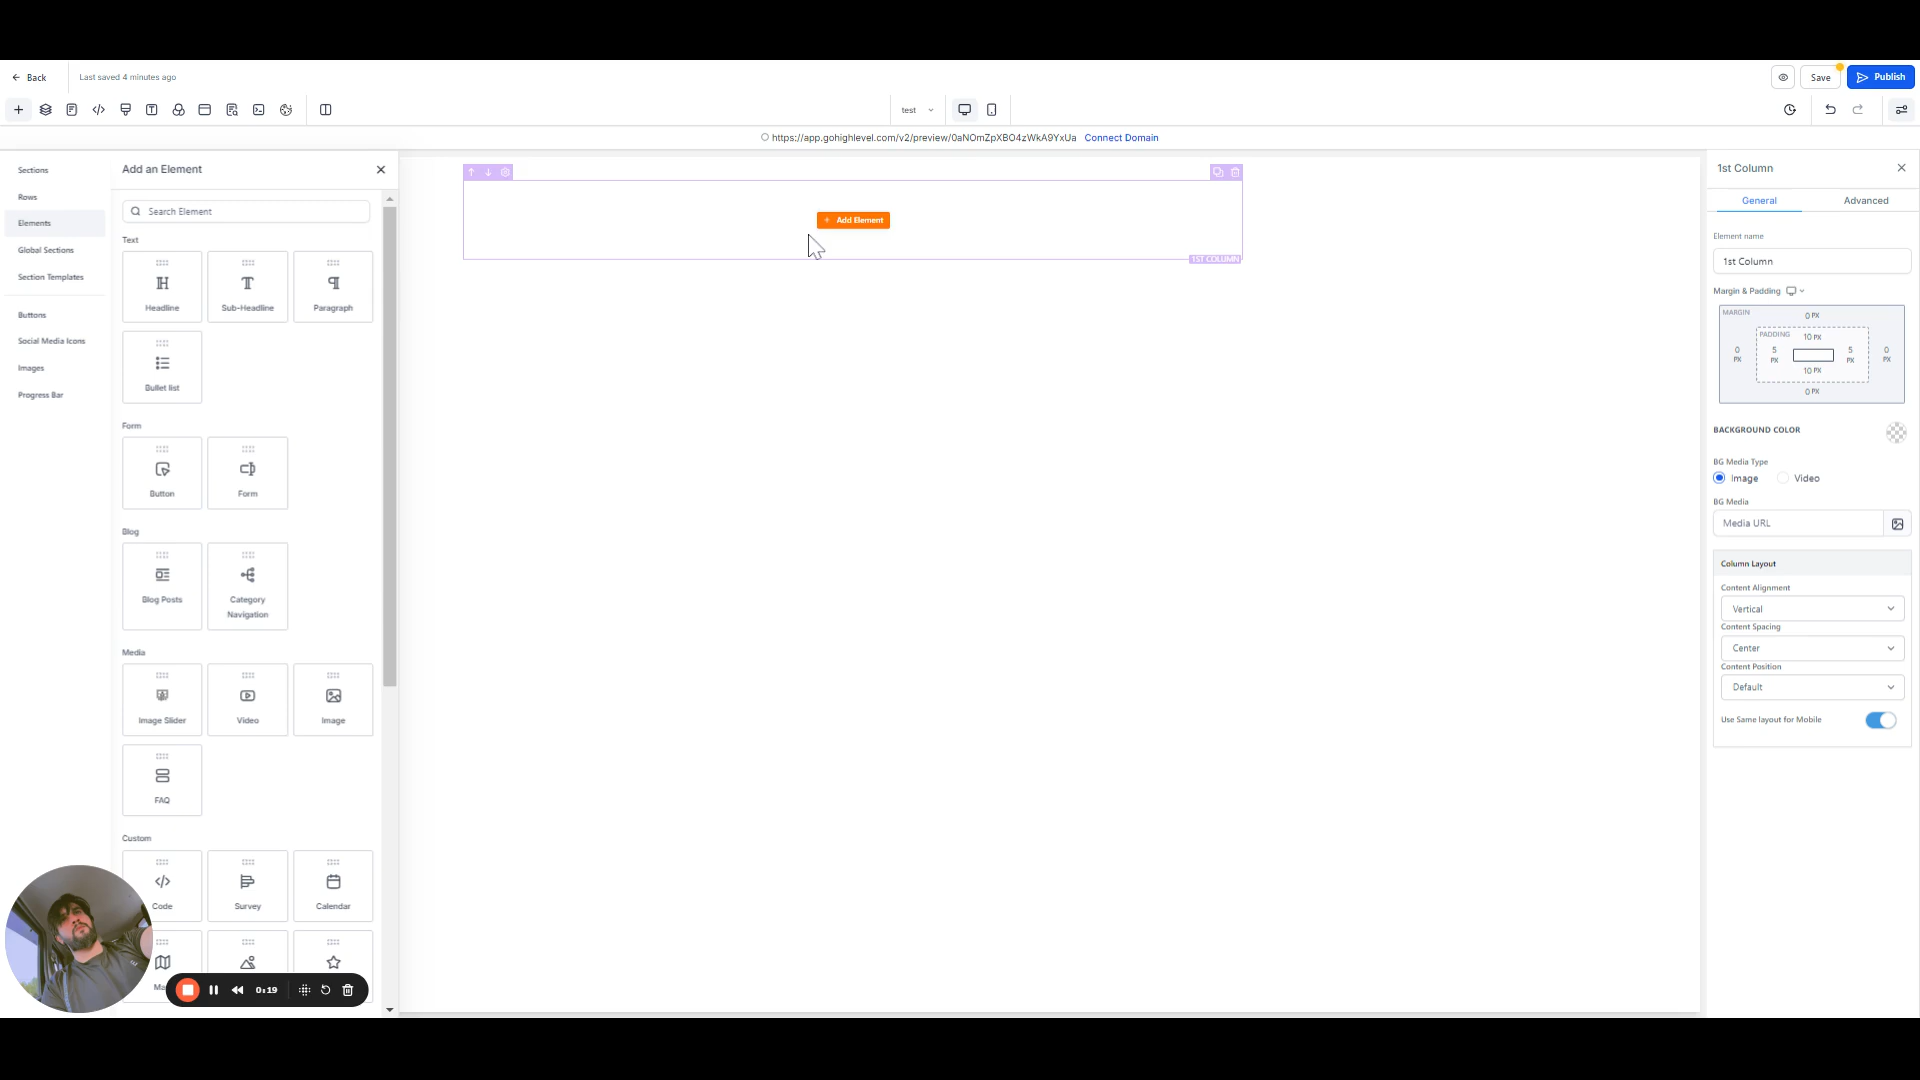 Back
Last saved 4 minutes ago
Save
Publish
test
https://app.gohighlevel.com/v2/preview/0aNOmZpXBO4zWkA9YxUa Connect Domain
Sections
Rows
Elements
Global Sections
Section Templates
Buttons
Social Media Icons
Images
Progress Bar
Add an Element
Search Element
Text
Headline
Sub-Headline
Paragraph
Bullet list
Form
Button
Form
Blog
Blog Posts
Category
Navigation
Media
Image Slider
Video
Image
FAQ
Custom
Code
Survey
Calendar
0:19
+ Add Element
1ST COLUMN
1st Column
General
Advanced
Element name
1st Column
Margin & Padding
MARGIN
0 PX
PADDING
10 PX
0 PX
5 PX
5 PX
0 PX
10 PX
0 PX
BACKGROUND COLOR
BG Media Type
Image
Video
BG Media
Media URL
Column Layout
Content Alignment
Vertical
Content Spacing
Center
Content Position
Default
Use Same layout for Mobile